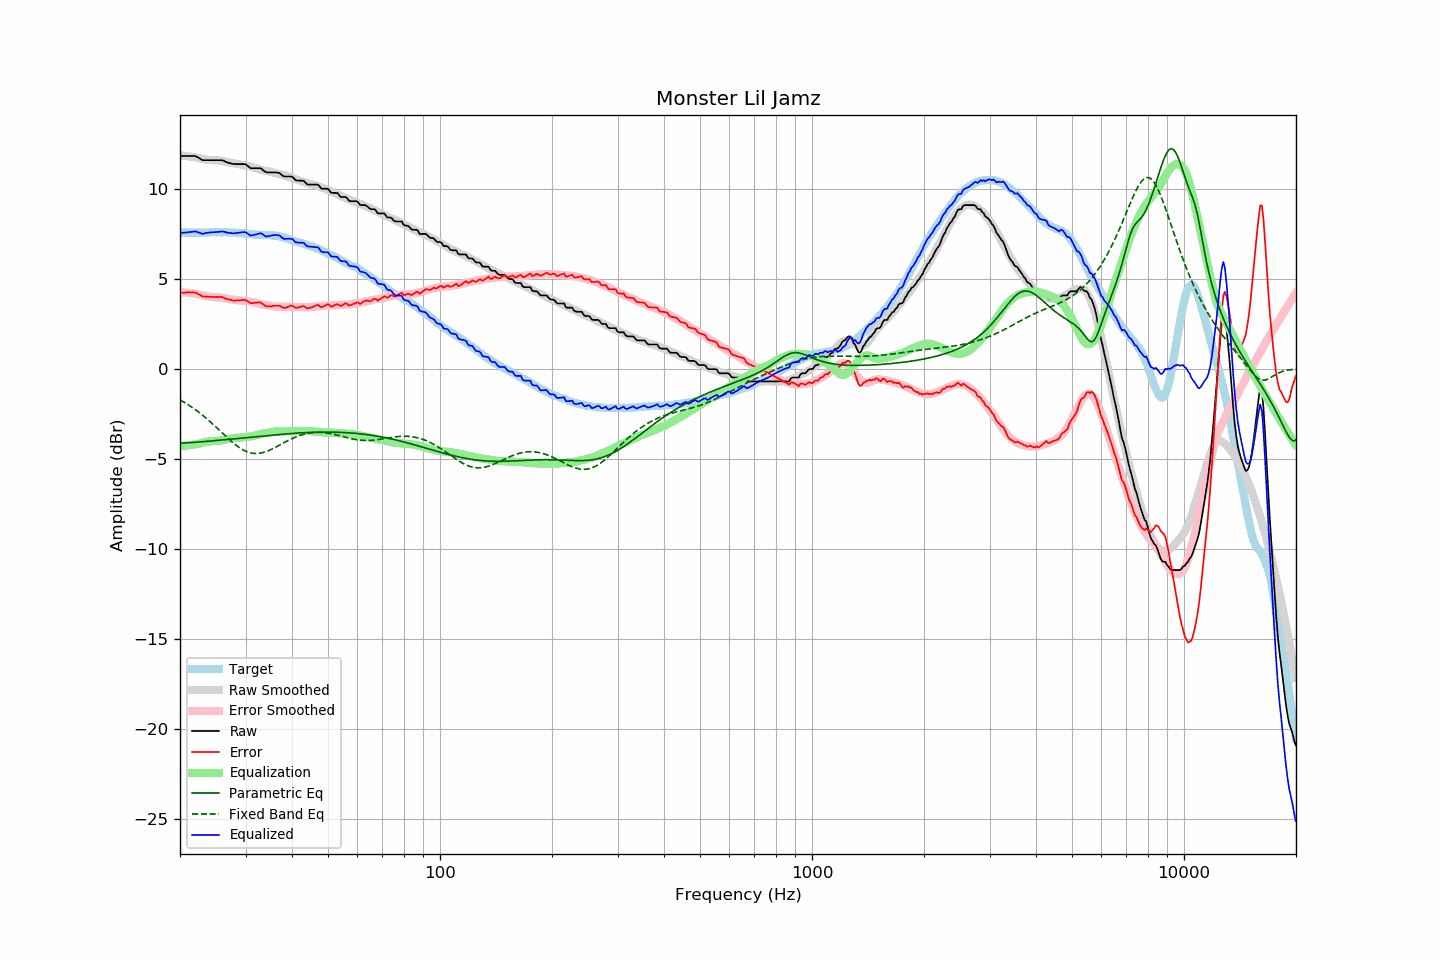 Monster Lil Jamz
Amplitude (dBr)
10
5
0
−5
−10
−15
−20
−25
Target
Raw Smoothed
Error Smoothed
Raw
Error
Equalization
Parametric Eq
Fixed Band Eq
Equalized
100
1000
10000
Frequency (Hz)